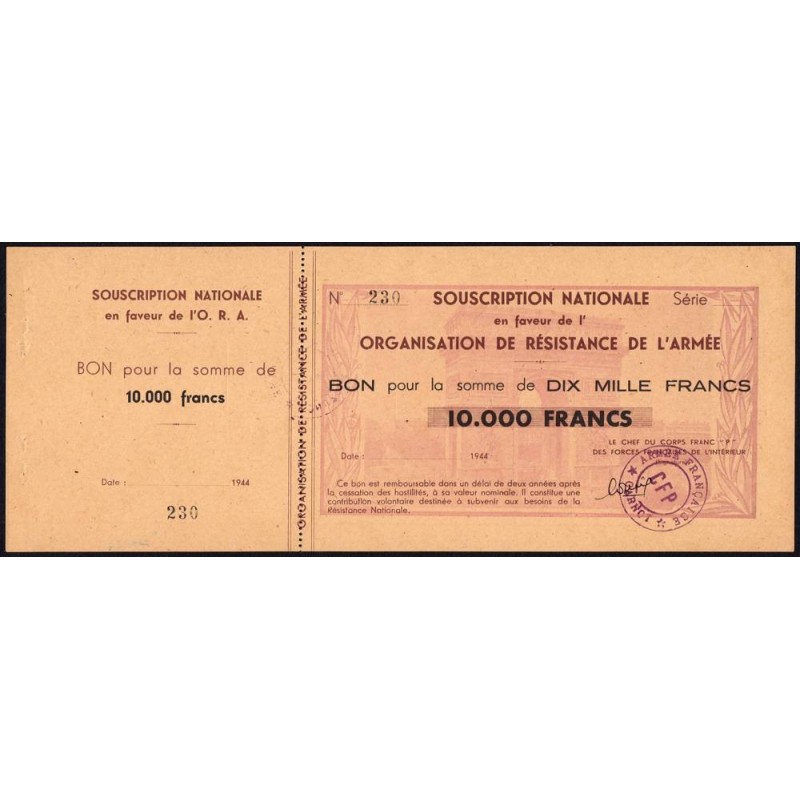 SOUSCRIPTION NATIONALE
en faveur de l'O. R. A.
BON pour la somme de
10.000 francs
Date : 1944
230
ORGANISATION DE RÉSISTANCE DE L'ARMÉE
N° 230 SOUSCRIPTION NATIONALE Série
en faveur de l'
ORGANISATION DE RÉSISTANCE DE L'ARMÉE
BON pour la somme de DIX MILLE FRANCS
10.000 FRANCS
LE CHEF DU CORPS FRANC "P"
DES FORCES FRANÇAISES DE L'INTÉRIEUR
Date : 1944
Ce bon est remboursable dans un délai de deux années après
la cessation des hostilités, à sa valeur nominale. Il constitue une
contribution volontaire destinée à subvenir aux besoins de la
Résistance Nationale.
ARMÉE FRANÇAISE
CFP